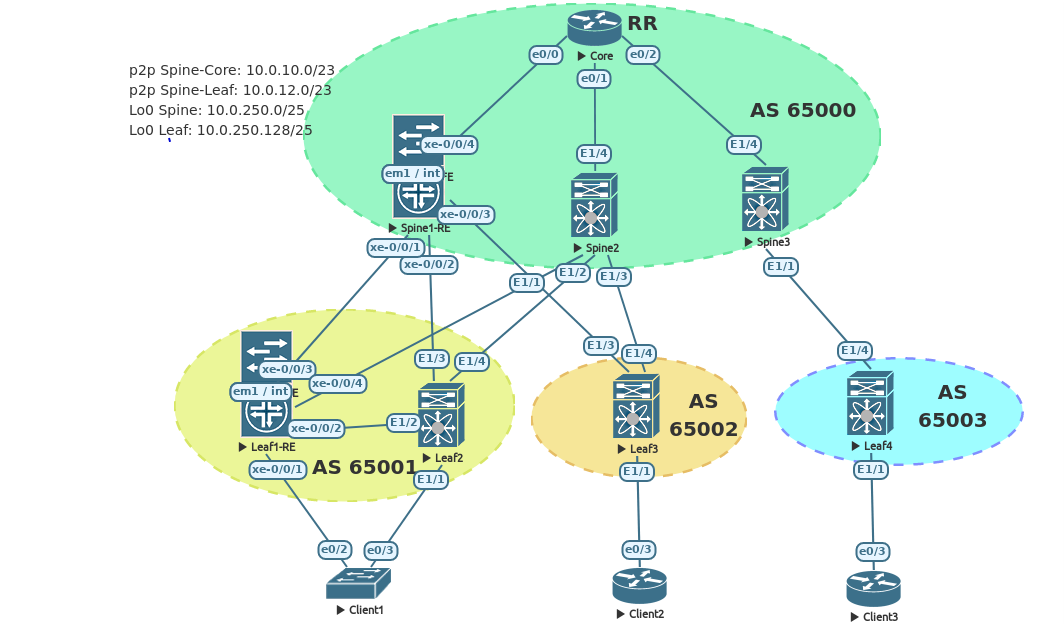 RR
Core
e0/0
e0/2
e0/1
p2p Spine-Core: 10.0.10.0/23
p2p Spine-Leaf: 10.0.12.0/23
Lo0 Spine: 10.0.250.0/25
Lo0 Leaf: 10.0.250.128/25
AS 65000
xe-0/0/4
E1/4
E1/4
em1 / int
xe-0/0/3
Spine1-RE
Spine2
Spine3
xe-0/0/1
xe-0/0/2
E1/1
E1/2
E1/3
E1/1
E1/3
E1/4
E1/3
E1/4
E1/4
xe-0/0/3
xe-0/0/4
em1 / int
xe-0/0/2
E1/2
AS
65002
AS
65003
Leaf1-RE
Leaf2
Leaf3
Leaf4
xe-0/0/1
AS 65001
E1/1
E1/1
E1/1
e0/2
e0/3
e0/3
e0/3
Client1
Client2
Client3